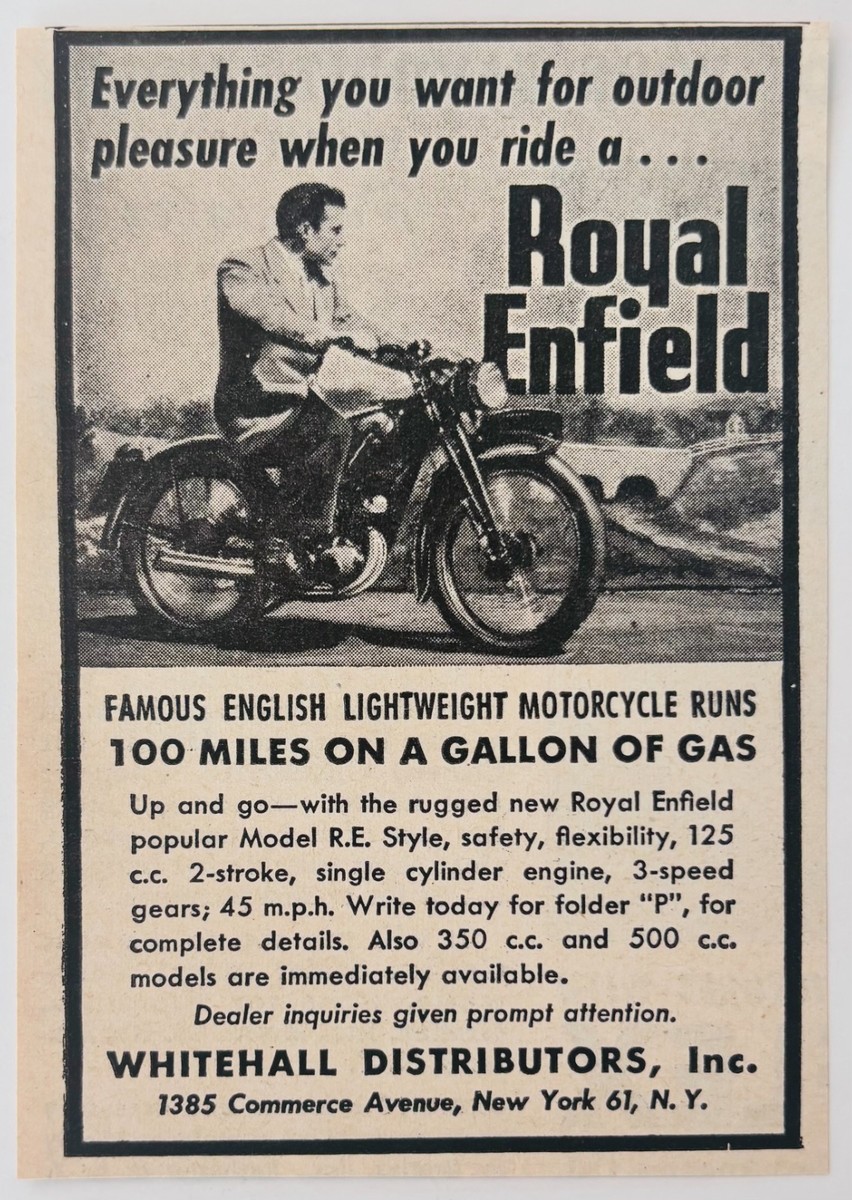 Everything you want for outdoor
pleasure when you ride a...
Royal
Enfield
FAMOUS ENGLISH LIGHTWEIGHT MOTORCYCLE RUNS
100 MILES ON A GALLON OF GAS
Up and go—with the rugged new Royal Enfield
popular Model R.E. Style, safety, flexibility, 125
c.c. 2-stroke, single cylinder engine, 3-speed
gears; 45 m.p.h. Write today for folder "P", for
complete details. Also 350 c.c. and 500 c.c.
models are immediately available.
Dealer inquiries given prompt attention.
WHITEHALL DISTRIBUTORS, Inc.
1385 Commerce Avenue, New York 61, N. Y.